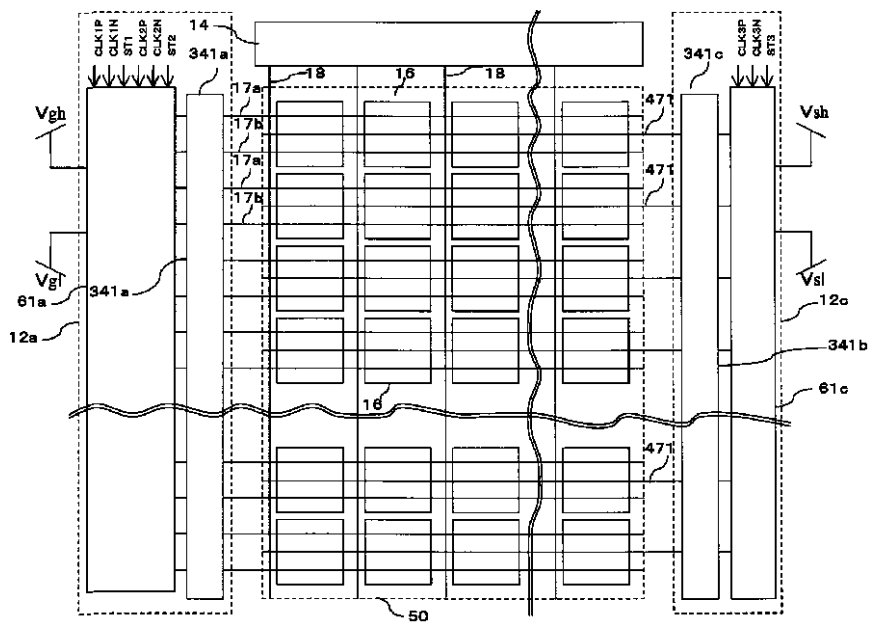 14
CLK1P
CLK1N
ST1
CLK2P
CLK2N
ST2
341a
18
16
18
341c
CLK3P
CLK3N
ST3
Vgh
17a
17b
17a
17b
471
471
Vsh
Vgl
61a
341a
12a
Vsl
12c
341b
61c
16
471
50